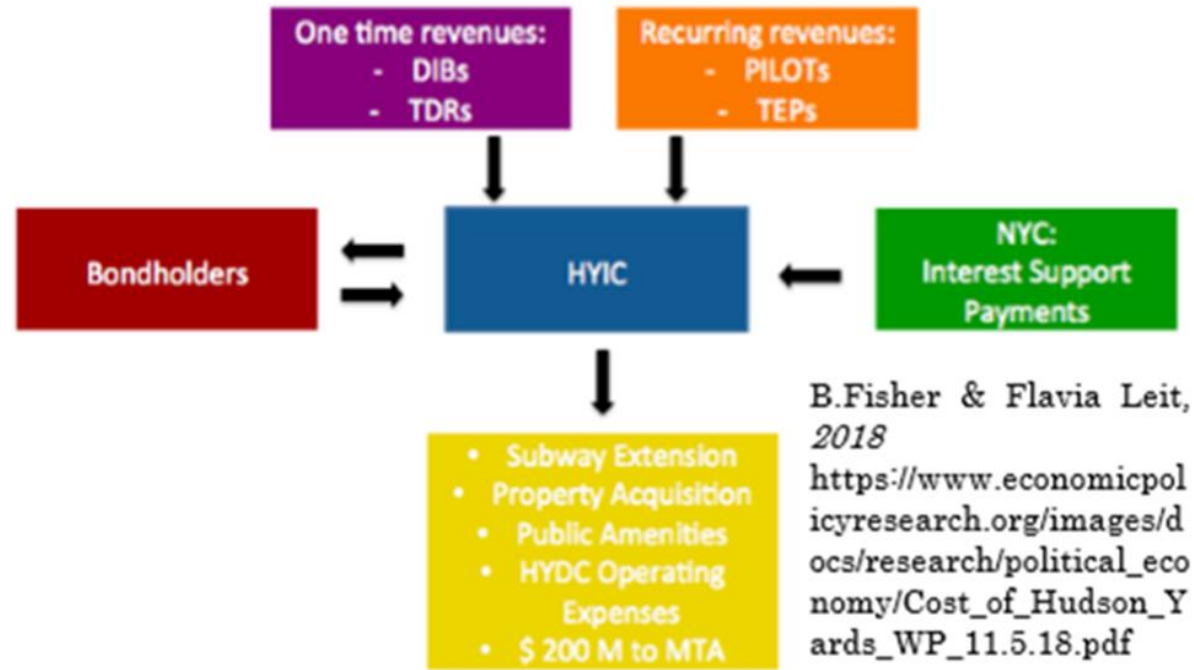 One time revenues:
- DIBs
- TDRs
Recurring revenues:
- PILOTs
- TEPs
Bondholders
HYIC
NYC:
Interest Support
Payments
• Subway Extension
• Property Acquisition
• Public Amenities
• HYDC Operating
Expenses
• $ 200 M to MTA
B.Fisher & Flavia Leit,
2018
https://www.economicpol
icyresearch.org/images/d
ocs/research/political_eco
nomy/Cost_of_Hudson_Y
ards_WP_11.5.18.pdf